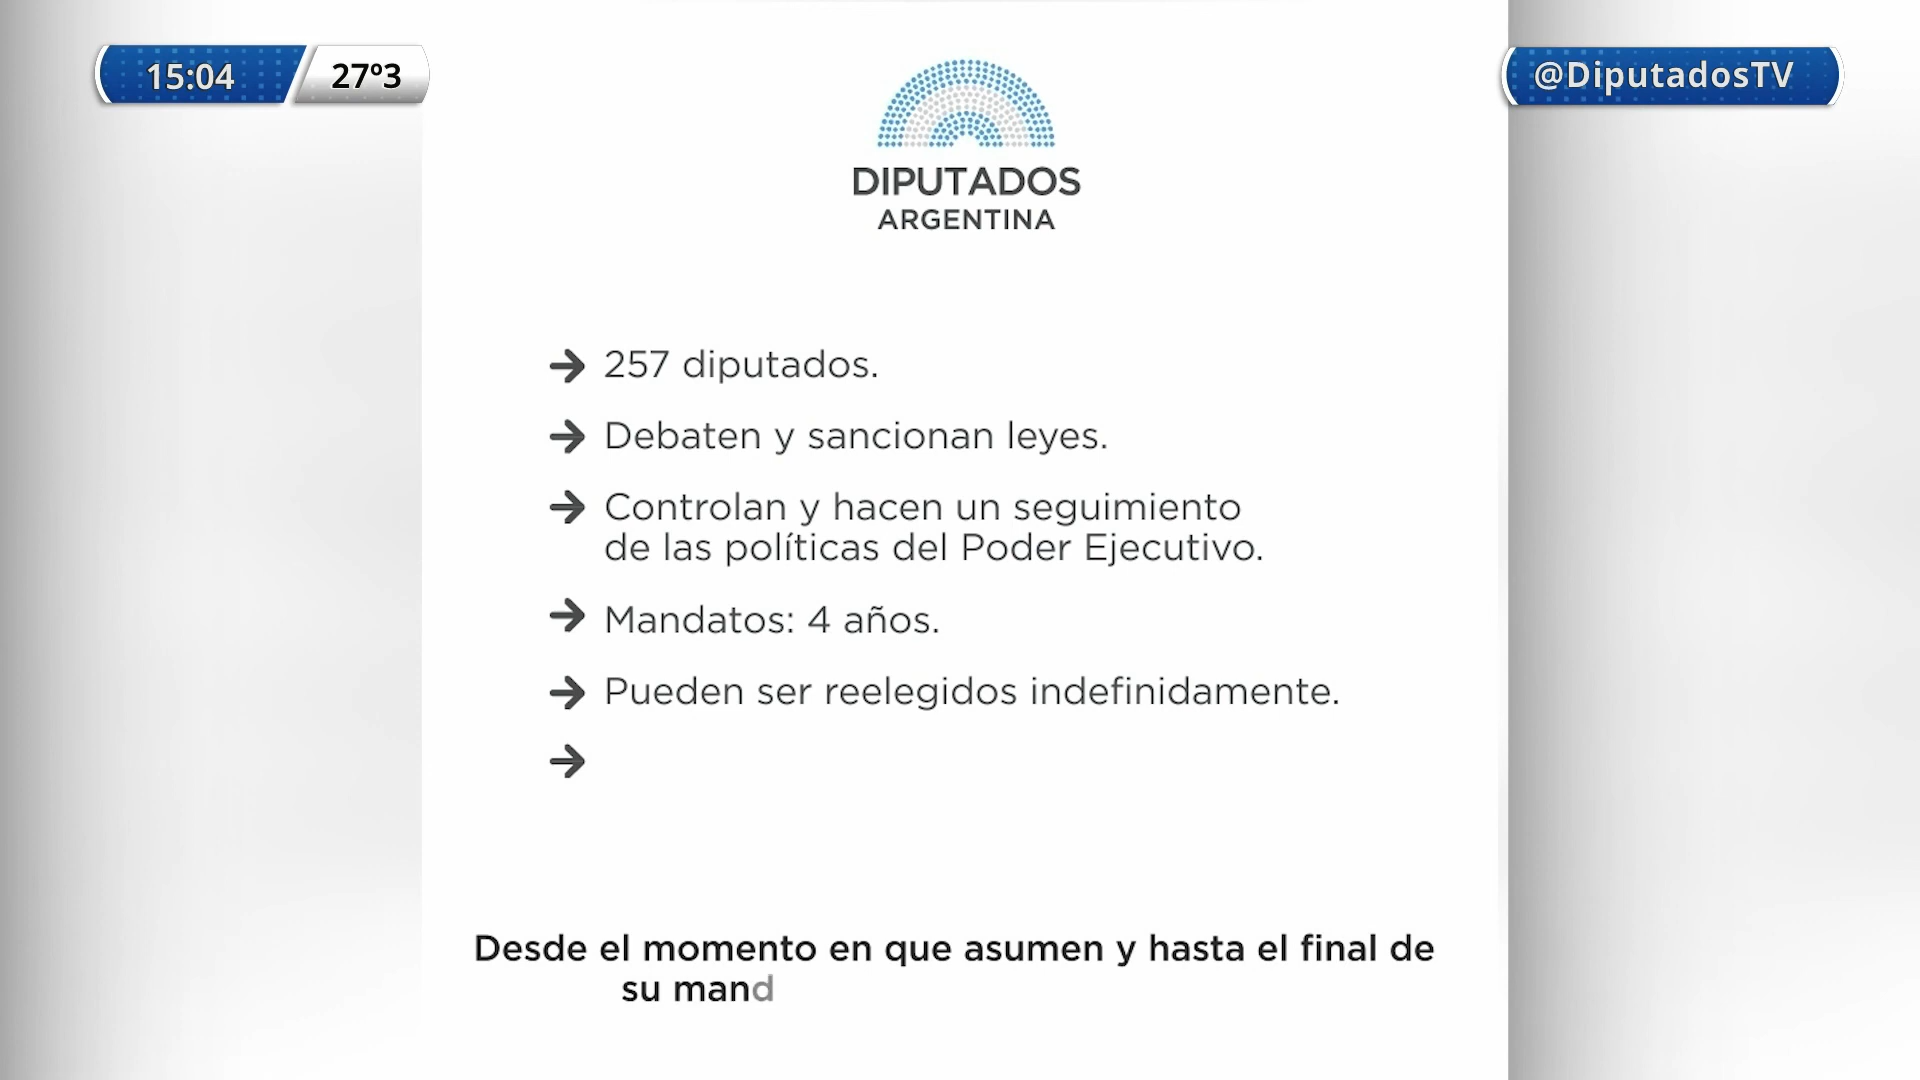 15:04
27º3
@DiputadosTV
DIPUTADOS
ARGENTINA
257 diputados.
Debaten y sancionan leyes.
Controlan y hacen un seguimiento
de las políticas del Poder Ejecutivo.
Mandatos: 4 años.
Pueden ser reelegidos indefinidamente.
Desde el momento en que asumen y hasta el final de
su mand